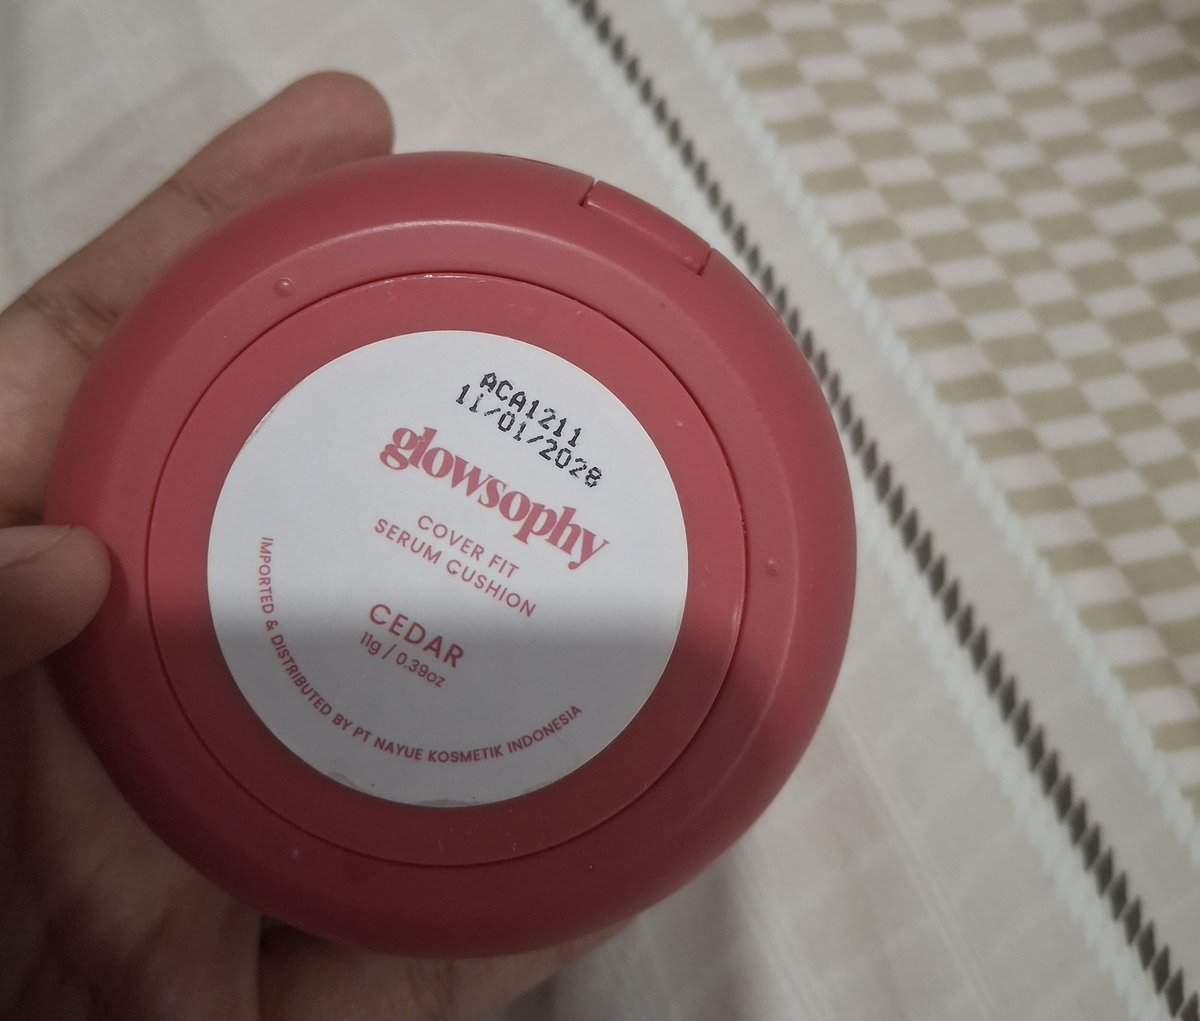 ACA1211
11/01/2028
glowsophy
COVER FIT
SERUM CUSHION
CEDAR
11g / 0.39oz
IMPORTED & DISTRIBUTED BY PT NAYUE KOSMETIK INDONESIA